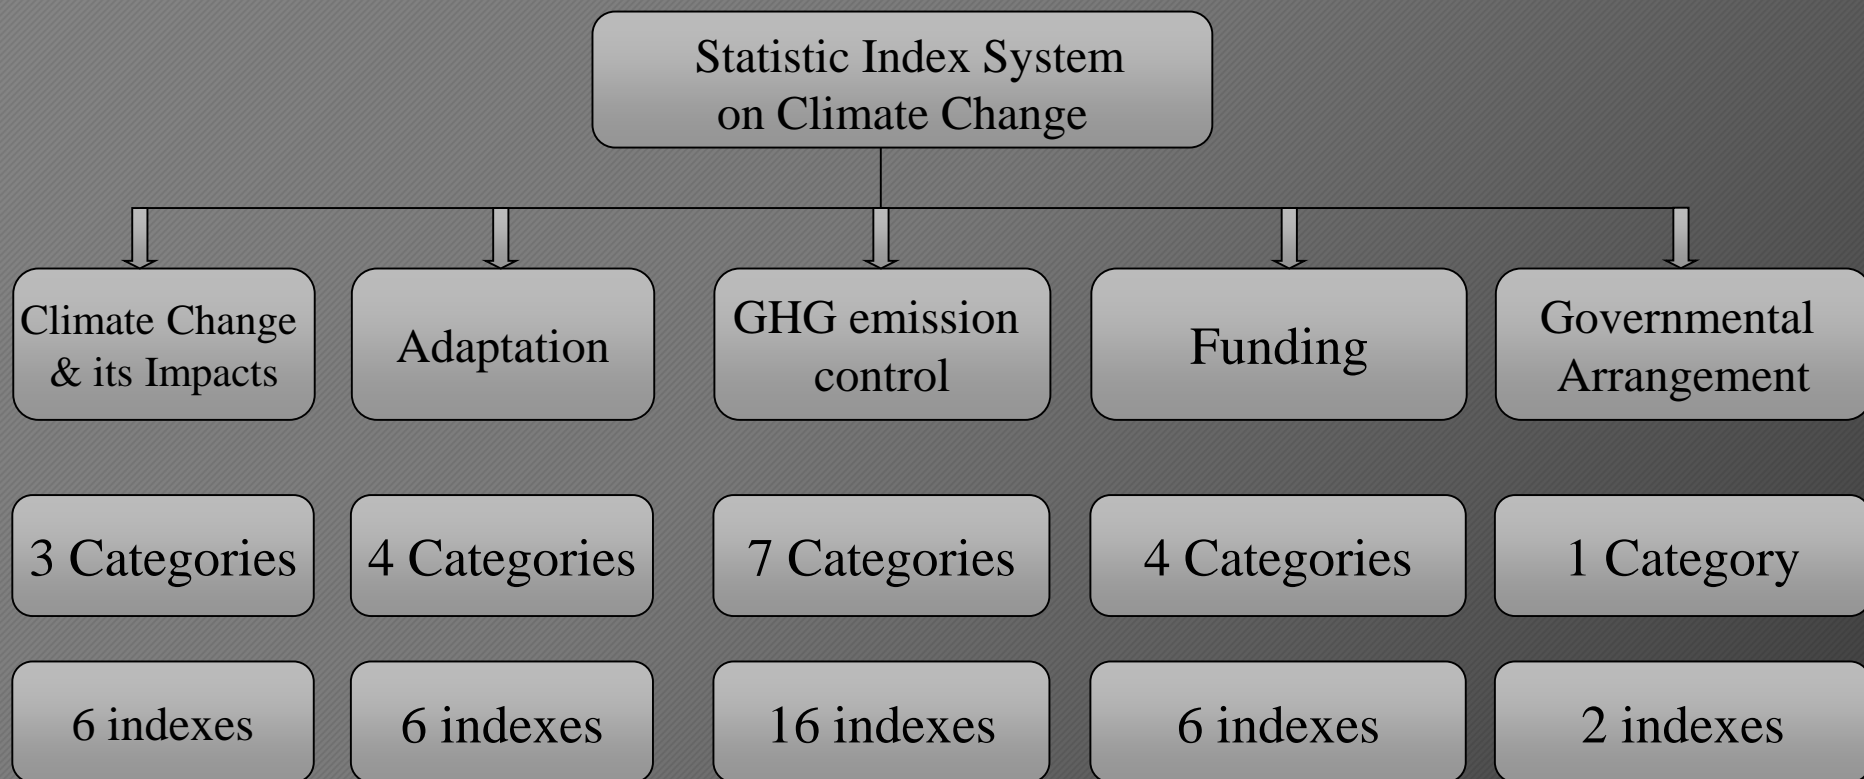 Statistic Index System
on Climate Change
Climate Change
& its Impacts
Adaptation
GHG emission
control
Funding
Governmental
Arrangement
3 Categories
4 Categories
7 Categories
4 Categories
1 Category
6 indexes
6 indexes
16 indexes
6 indexes
2 indexes